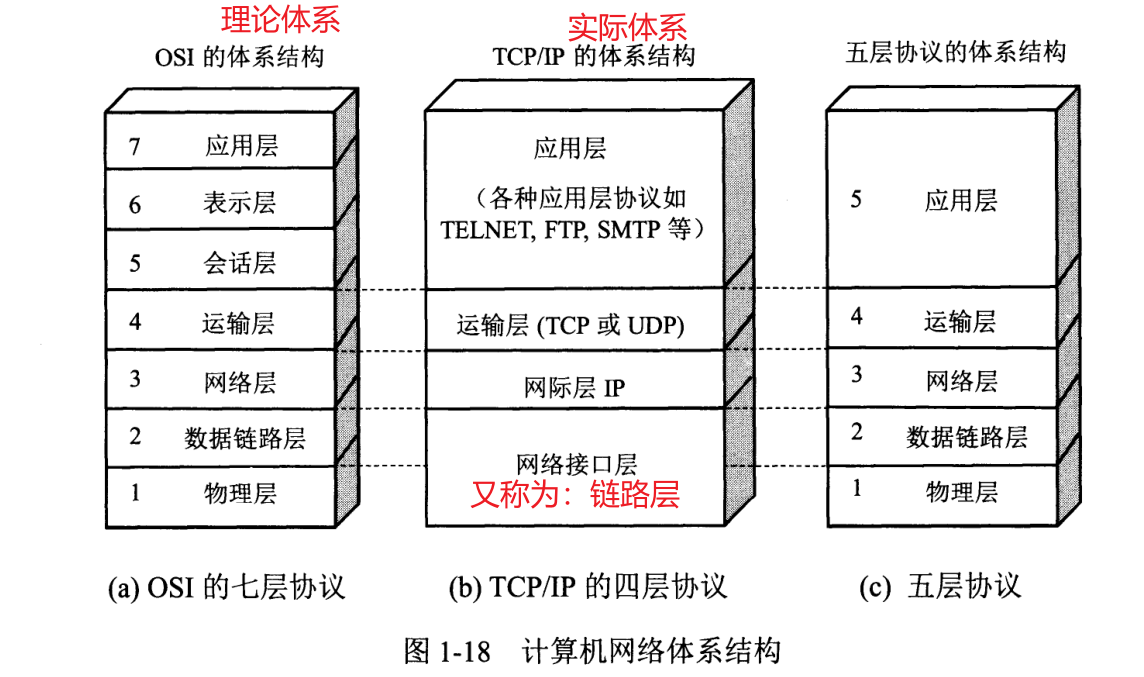 理论体系
OSI 的体系结构
7 应用层
6 表示层
5 会话层
4 运输层
3 网络层
2 数据链路层
1 物理层
(a) OSI 的七层协议
实际体系
TCP/IP 的体系结构
应用层
（各种应用层协议如
TELNET, FTP, SMTP 等）
运输层 (TCP 或 UDP)
网际层 IP
网络接口层
又称为：链路层
(b) TCP/IP 的四层协议
五层协议的体系结构
5 应用层
4 运输层
3 网络层
2 数据链路层
1 物理层
(c) 五层协议
图 1-18 计算机网络体系结构